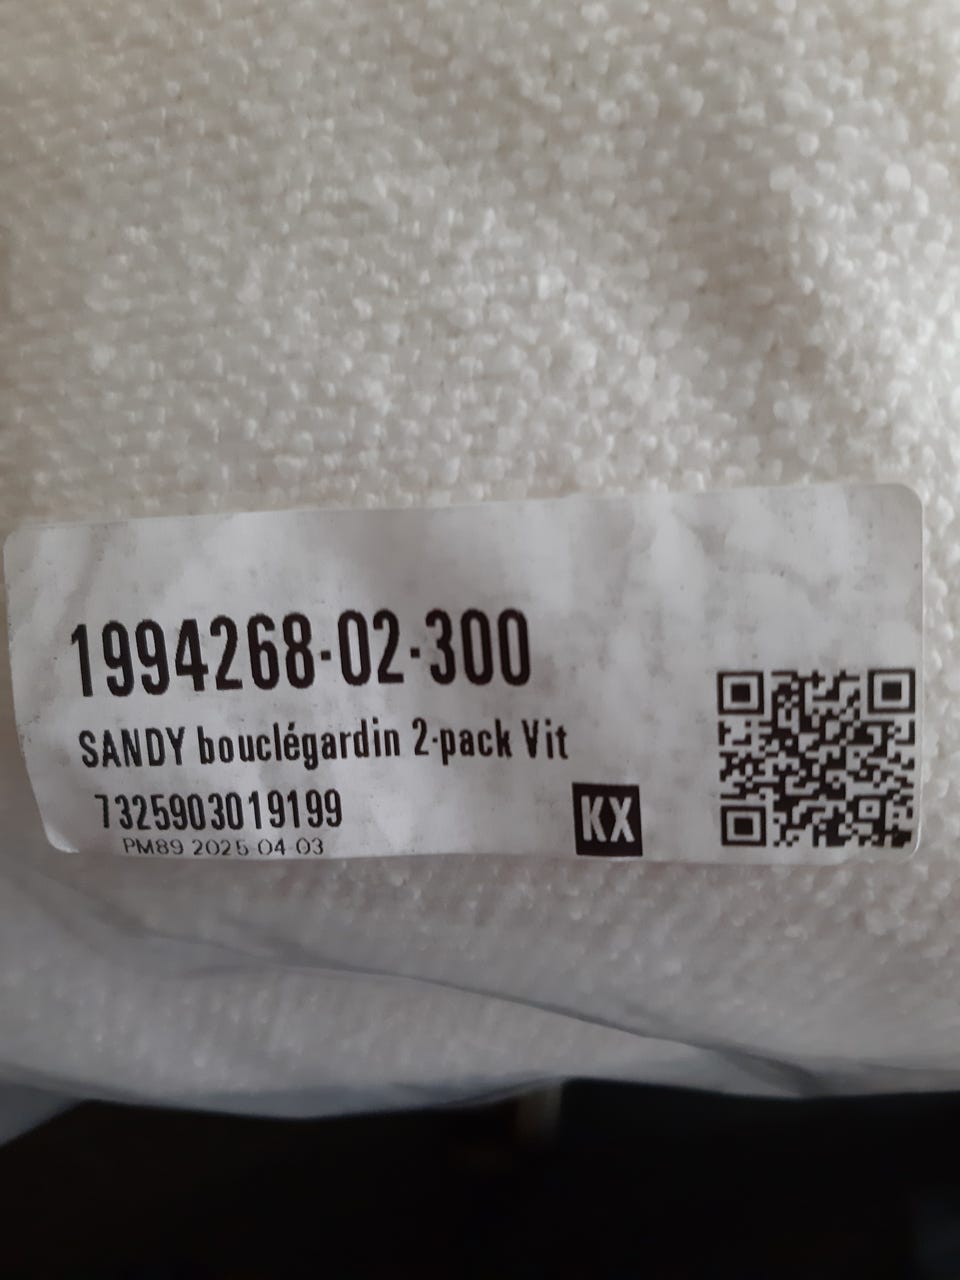 1994268-02-300
SANDY bouclégardin 2-pack Vit
7325903019199
KX
PM89 2025-04-03